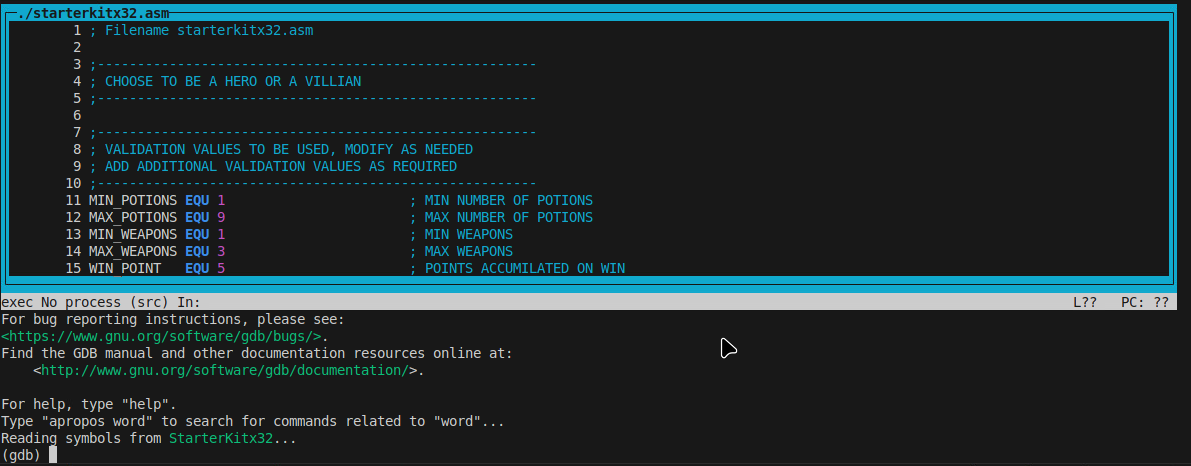 ./starterkitx32.asm
1 ; Filename starterkitx32.asm
2
3 ;-------------------------------------------------------
4 ; CHOOSE TO BE A HERO OR A VILLIAN
5 ;-------------------------------------------------------
6
7 ;-------------------------------------------------------
8 ; VALIDATION VALUES TO BE USED, MODIFY AS NEEDED
9 ; ADD ADDITIONAL VALIDATION VALUES AS REQUIRED
10 ;-------------------------------------------------------
11 MIN_POTIONS EQU 1                       ; MIN NUMBER OF POTIONS
12 MAX_POTIONS EQU 9                       ; MAX NUMBER OF POTIONS
13 MIN_WEAPONS EQU 1                       ; MIN WEAPONS
14 MAX_WEAPONS EQU 3                       ; MAX WEAPONS
15 WIN_POINT   EQU 5                       ; POINTS ACCUMILATED ON WIN
exec No process (src) In:    L??   PC: ??
For bug reporting instructions, please see:
<https://www.gnu.org/software/gdb/bugs/>.
Find the GDB manual and other documentation resources online at:
    <http://www.gnu.org/software/gdb/documentation/>.

For help, type "help".
Type "apropos word" to search for commands related to "word"...
Reading symbols from StarterKitx32...
(gdb)